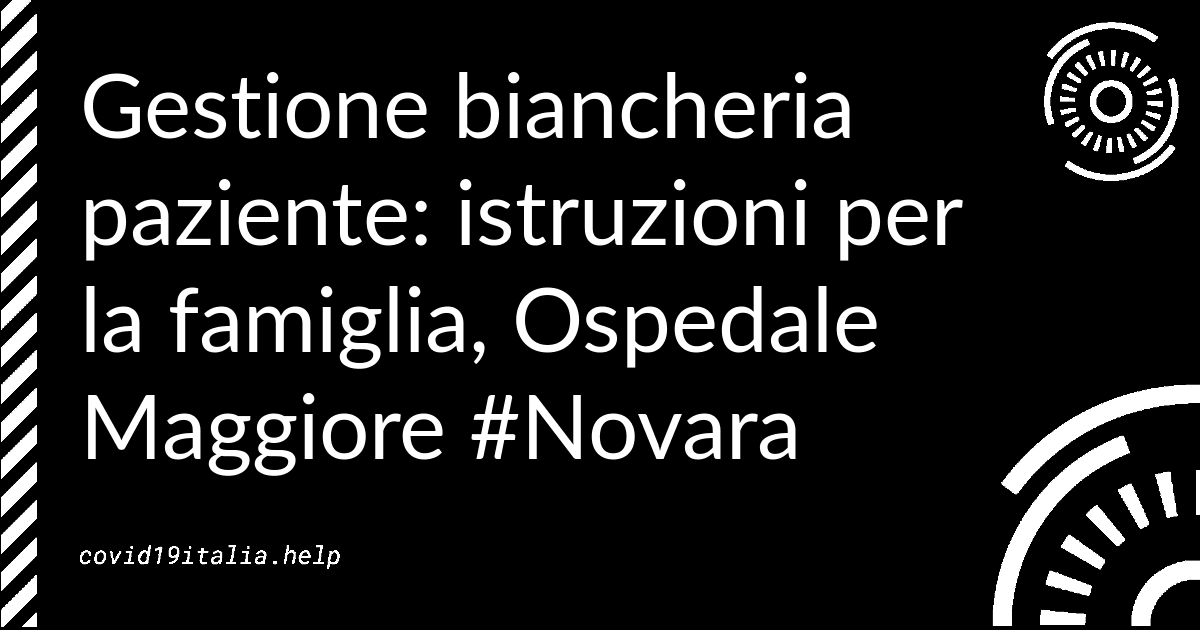 Gestione biancheria
paziente: istruzioni per
la famiglia, Ospedale
Maggiore #Novara
covid19italia.help